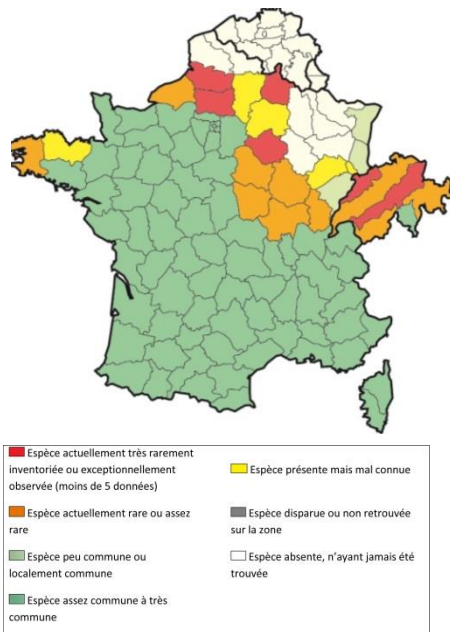 Espèce actuellement très rarement
inventoriée ou exceptionnellement
observée (moins de 5 données)
Espèce présente mais mal connue
Espèce actuellement rare ou assez
rare
Espèce disparue ou non retrouvée
sur la zone
Espèce peu commune ou
localement commune
Espèce absente, n'ayant jamais été
trouvée
Espèce assez commune à très
commune